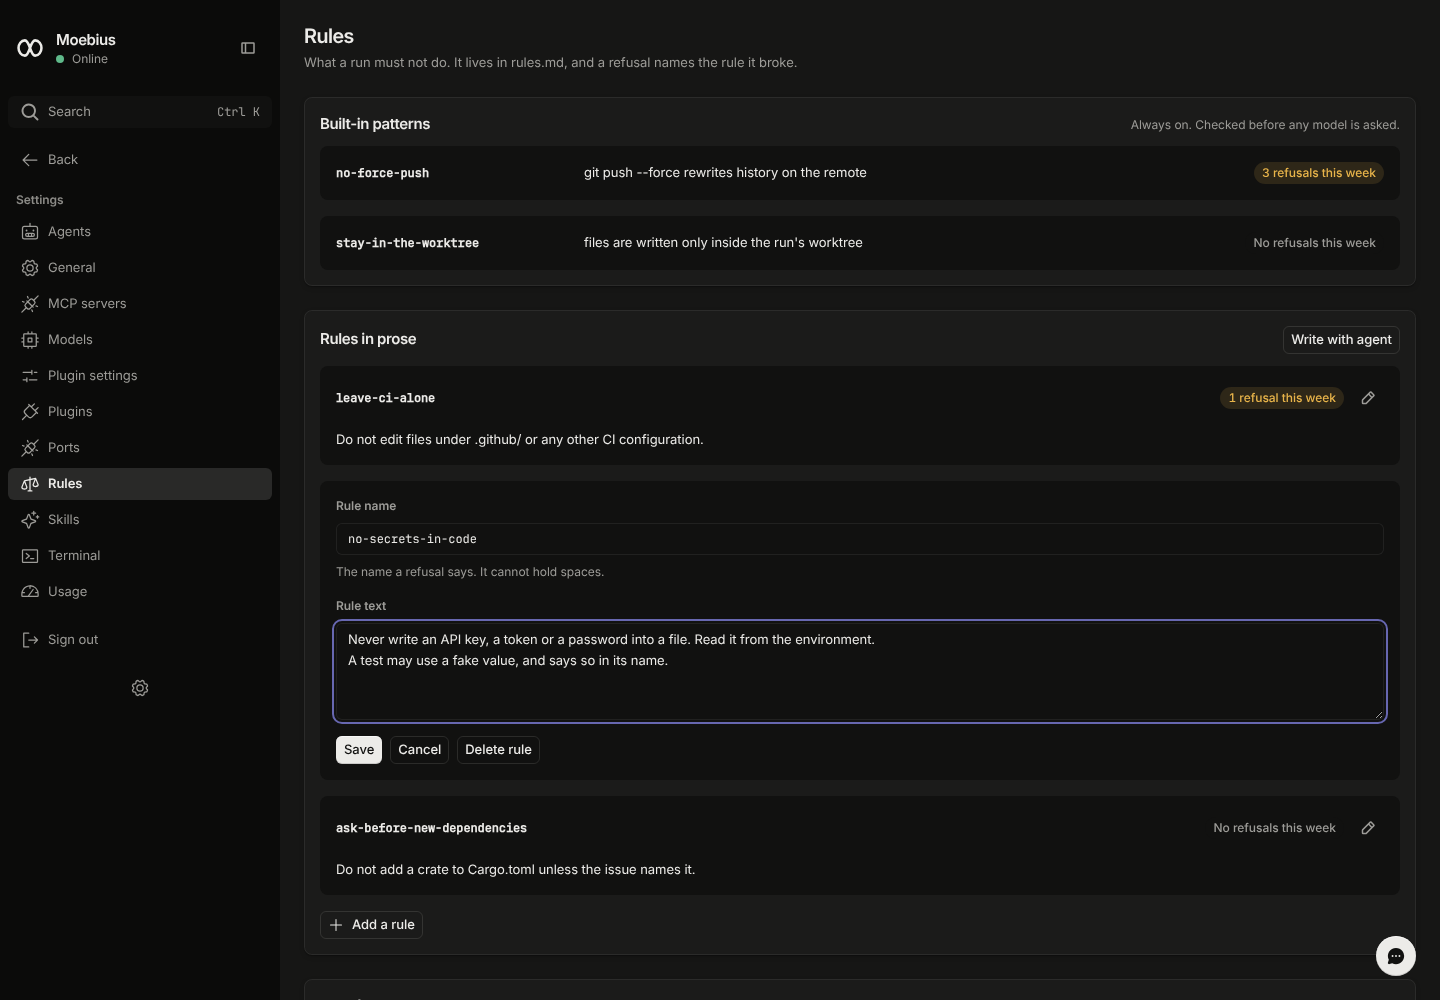 Moebius
Online
Search
Ctrl K
Back
Settings
Agents
General
MCP servers
Models
Plugin settings
Plugins
Ports
Rules
Skills
Terminal
Usage
Sign out
Rules
What a run must not do. It lives in rules.md, and a refusal names the rule it broke.
Built-in patterns
Always on. Checked before any model is asked.
no-force-push
git push --force rewrites history on the remote
3 refusals this week
stay-in-the-worktree
files are written only inside the run's worktree
No refusals this week
Rules in prose
Write with agent
leave-ci-alone
1 refusal this week
Do not edit files under .github/ or any other CI configuration.
Rule name
no-secrets-in-code
The name a refusal says. It cannot hold spaces.
Rule text
Never write an API key, a token or a password into a file. Read it from the environment.
A test may use a fake value, and says so in its name.
Save
Cancel
Delete rule
ask-before-new-dependencies
No refusals this week
Do not add a crate to Cargo.toml unless the issue names it.
Add a rule